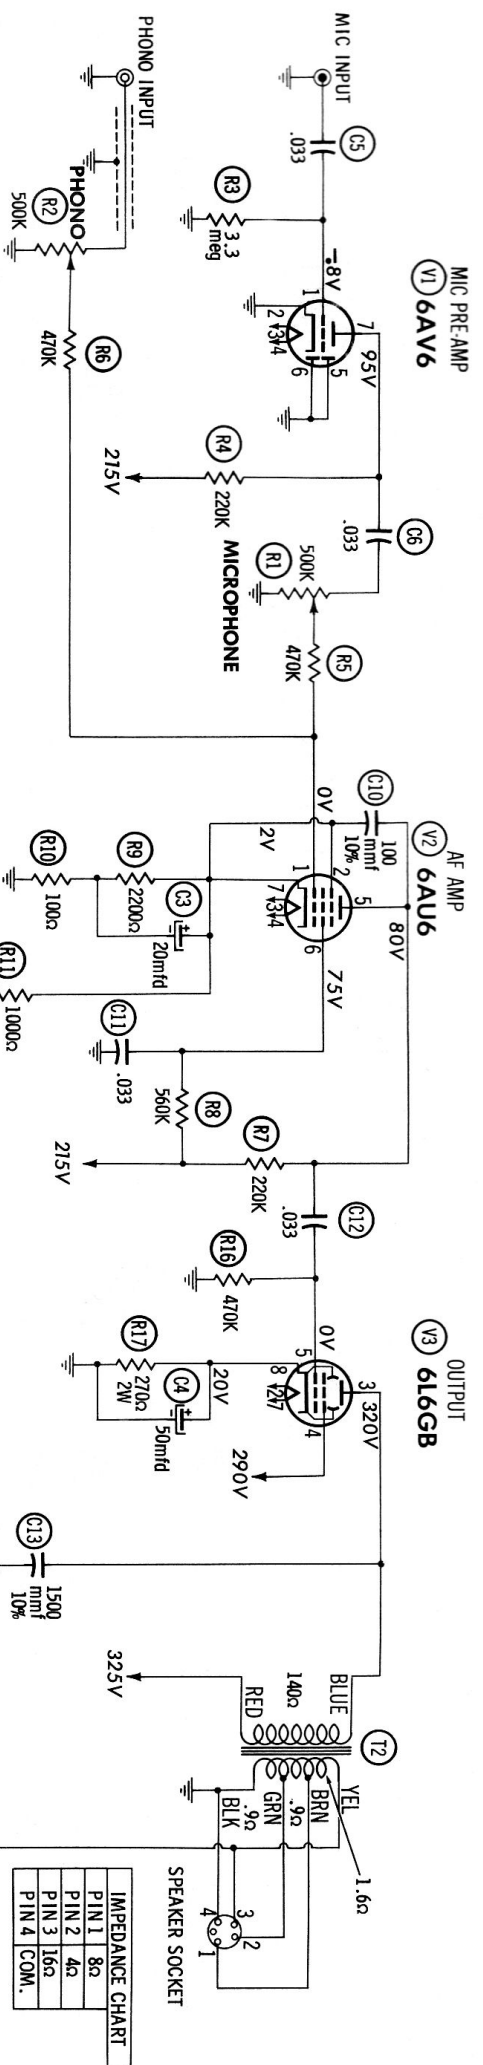 MIC INPUT
C5
.033
R3
3.3
meg
MIC PRE-AMP
V1 6AV6
-.8V
1
7
2
3
4
6
5
95V
PHONO INPUT
PHONO
R2
500K
R6
470K
R4
220K
215V
C6
.033
R1
500K
MICROPHONE
R5
470K
AF AMP
V2 6AU6
C10
100
mmf
10%
0V
2V
1
2
5
7
3
4
6
80V
75V
R9
2200Ω
R10
100Ω
C3
20mfd
R11
1000Ω
C11
.033
R8
560K
R7
220K
215V
C12
.033
R16
470K
OUTPUT
V3 6L6GB
0V
5
3
8
2
7
4
320V
20V
290V
R17
270Ω
2W
C4
50mfd
C13
1500
mmf
10%
T2
BLUE
140Ω
RED
325V
YEL
BRN
.9Ω
GRN
.9Ω
BLK
1.6Ω
SPEAKER SOCKET
3
4
2
1
IMPEDANCE CHART
PIN 1 8Ω
PIN 2 4Ω
PIN 3 16Ω
PIN 4 COM.